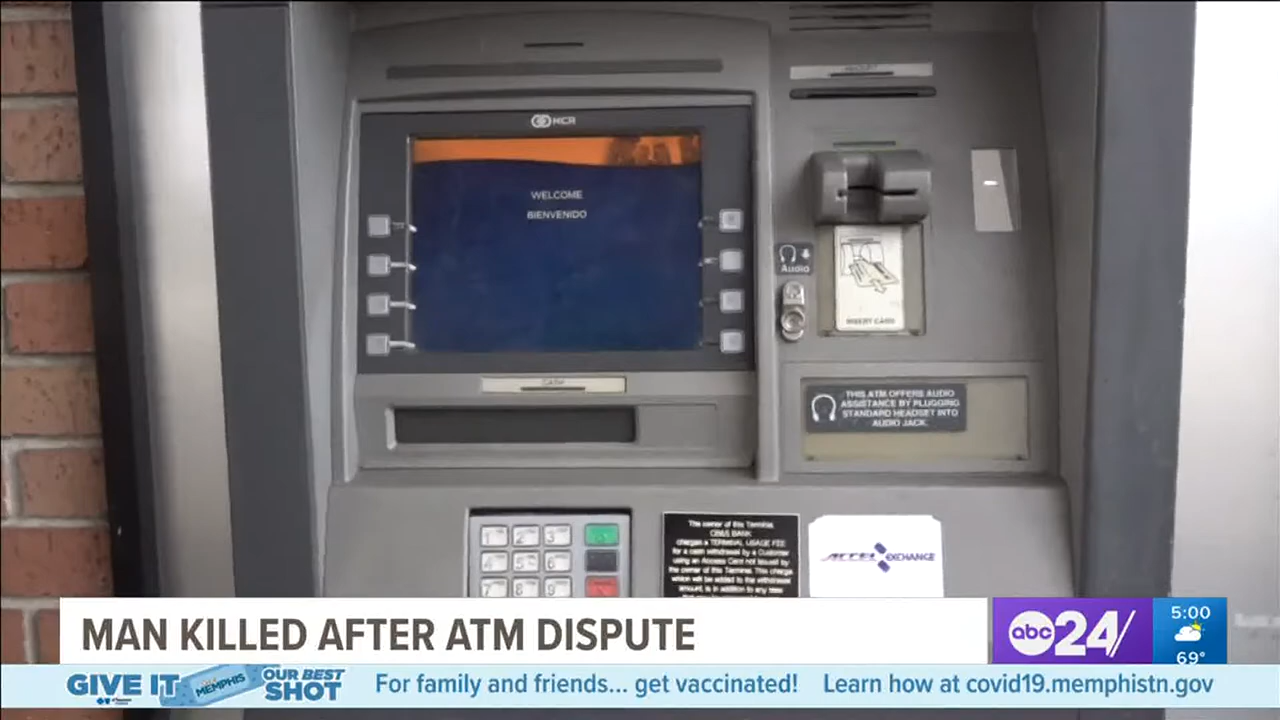 NCR
WELCOME
BIENVENIDO
Audio
INSERT CARD
CASH
THIS ATM OFFERS AUDIO
ASSISTANCE BY PLUGGING
STANDARD HEADSET INTO
AUDIO JACK.
1 2 3
4 5 6
7 8 9
The owner of this Terminal,
BANK
charges a TERMINAL USAGE FEE
for a cash withdrawal by a Customer
using an Access Card not issued by
the owner of this Terminal. This charge
which will be added to the withdrawal
amount, is in addition to any fees
ACCEL EXCHANGE
MAN KILLED AFTER ATM DISPUTE
abc 24
5:00
69°
GIVE IT MEMPHIS OUR BEST SHOT
For family and friends... get vaccinated! Learn how at covid19.memphistn.gov